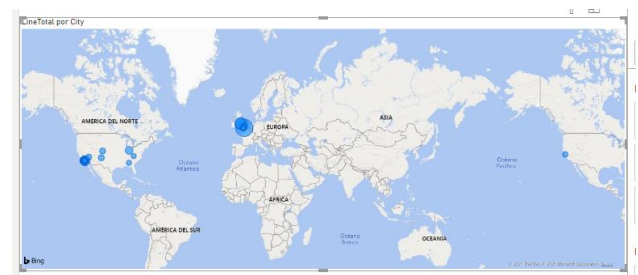 CineTotal por City
AMÉRICA DEL NORTE
EUROPA
ASIA
Océano
Atlántico
Océano
Pacífico
ÁFRICA
AMÉRICA DEL SUR
Océano
Índico
OCEANÍA
Bing